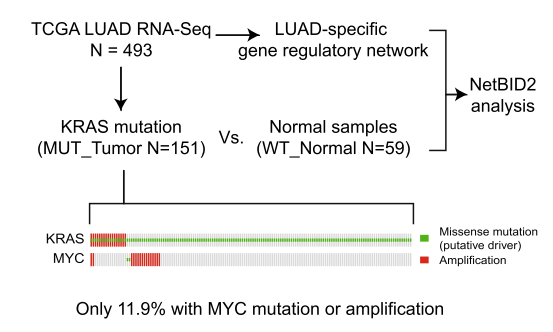 TCGA LUAD RNA-Seq
N = 493
LUAD-specific
gene regulatory network
NetBID2
analysis
KRAS mutation
(MUT_Tumor N=151)
Vs.
Normal samples
(WT_Normal N=59)
KRAS
MYC
Missense mutation
(putative driver)
Amplification
Only 11.9% with MYC mutation or amplification